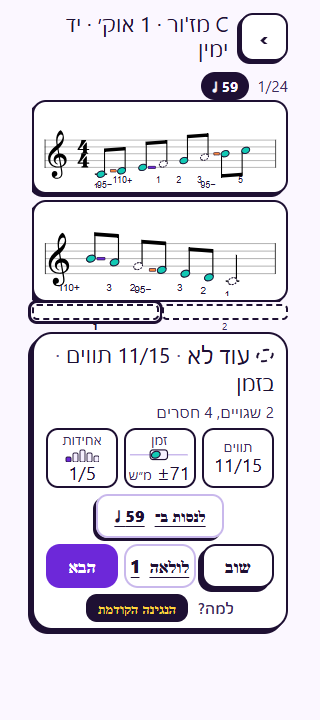 C מז'ור · 1 אוק׳ · יד
ימין
1/24
♩ 59
4
4
−95 110+ 1 2 3 −95 5
110+ 3 2 −95 3 2 1
1 2
עוד לא · 11/15 תווים ·
בזמן
2 שגויים, 4 חסרים
תווים
11/15
זמן
±71 מ״ש
אחידות
1/5
לנסות ב־ 59 ♩
שוב
לולאה 1
הבא
למה?
הנגינה הקודמת